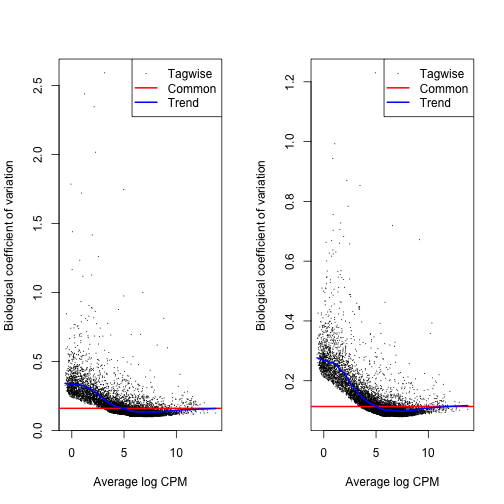 Biological coefficient of variation
0.0
0.5
1.0
1.5
2.0
2.5
Tagwise
Common
Trend
0
5
10
Average log CPM
Biological coefficient of variation
0.2
0.4
0.6
0.8
1.0
1.2
Tagwise
Common
Trend
0
5
10
Average log CPM